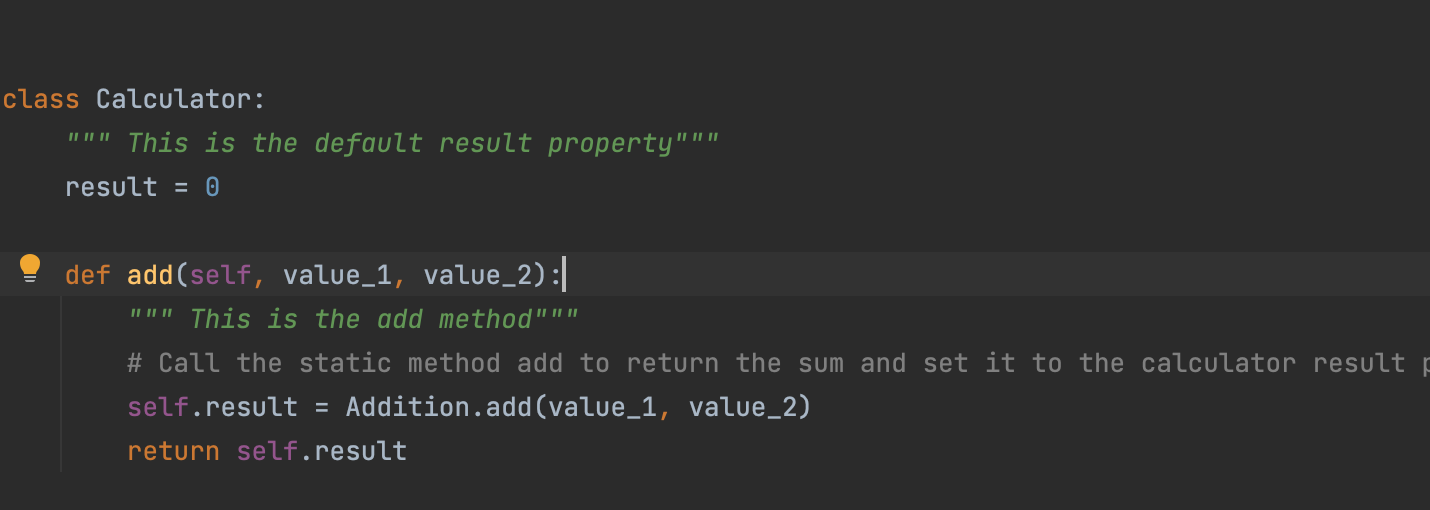 class Calculator:
    """ This is the default result property"""
    result = 0
    def add(self, value_1, value_2):
        """ This is the add method"""
        # Call the static method add to return the sum and set it to the calculator result
        self.result = Addition.add(value_1, value_2)
        return self.result